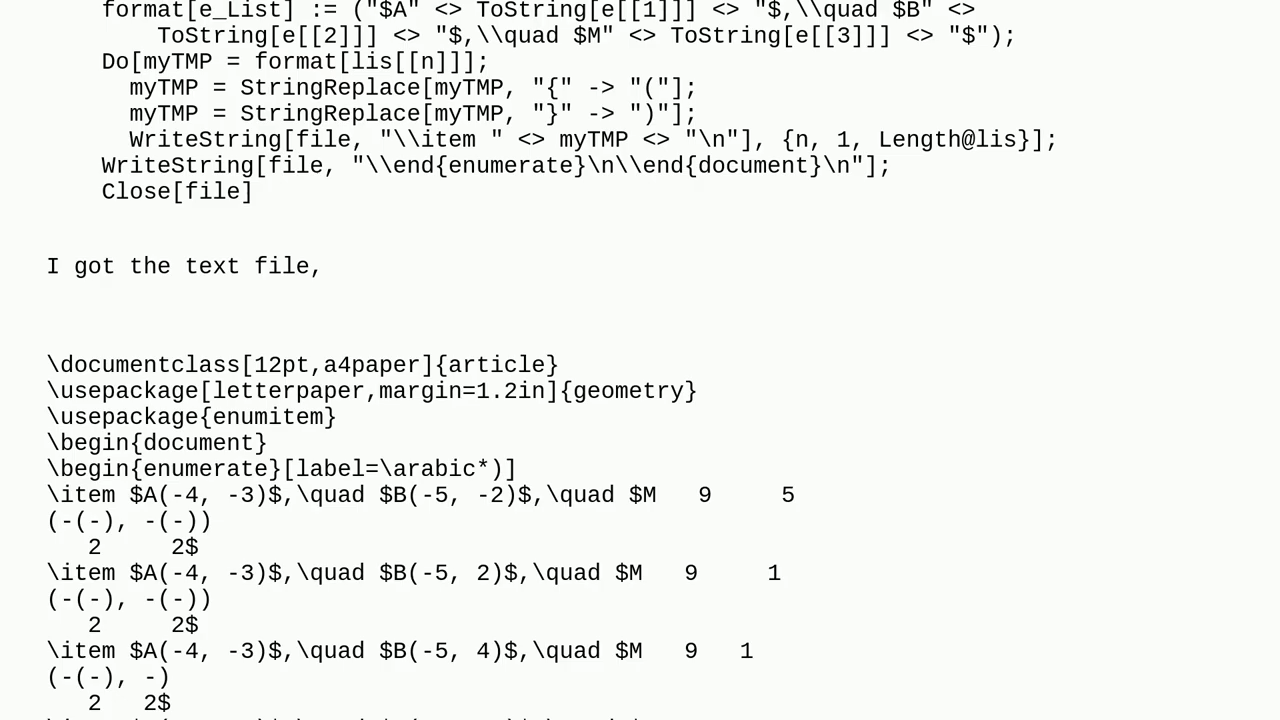 format[e_List] := ("$A" <> ToString[e[[1]]] <> "$,\\quad $B" <>
ToString[e[[2]]] <> "$,\\quad $M" <> ToString[e[[3]]] <> "$");
Do[myTMP = format[lis[[n]]];
myTMP = StringReplace[myTMP, "{" -> "("];
myTMP = StringReplace[myTMP, "}" -> ")"];
WriteString[file, "\\item " <> myTMP <> "\n"], {n, 1, Length@lis}];
WriteString[file, "\\end{enumerate}\n\\end{document}\n"];
Close[file]
I got the text file,
\documentclass[12pt,a4paper]{article}
\usepackage[letterpaper,margin=1.2in]{geometry}
\usepackage{enumitem}
\begin{document}
\begin{enumerate}[label=\arabic*)]
\item $A(-4, -3)$,\quad $B(-5, -2)$,\quad $M   9     5
(-(-), -(-))
   2     2$
\item $A(-4, -3)$,\quad $B(-5, 2)$,\quad $M   9     1
(-(-), -(-))
   2     2$
\item $A(-4, -3)$,\quad $B(-5, 4)$,\quad $M   9   1
(-(-), -)
   2   2$